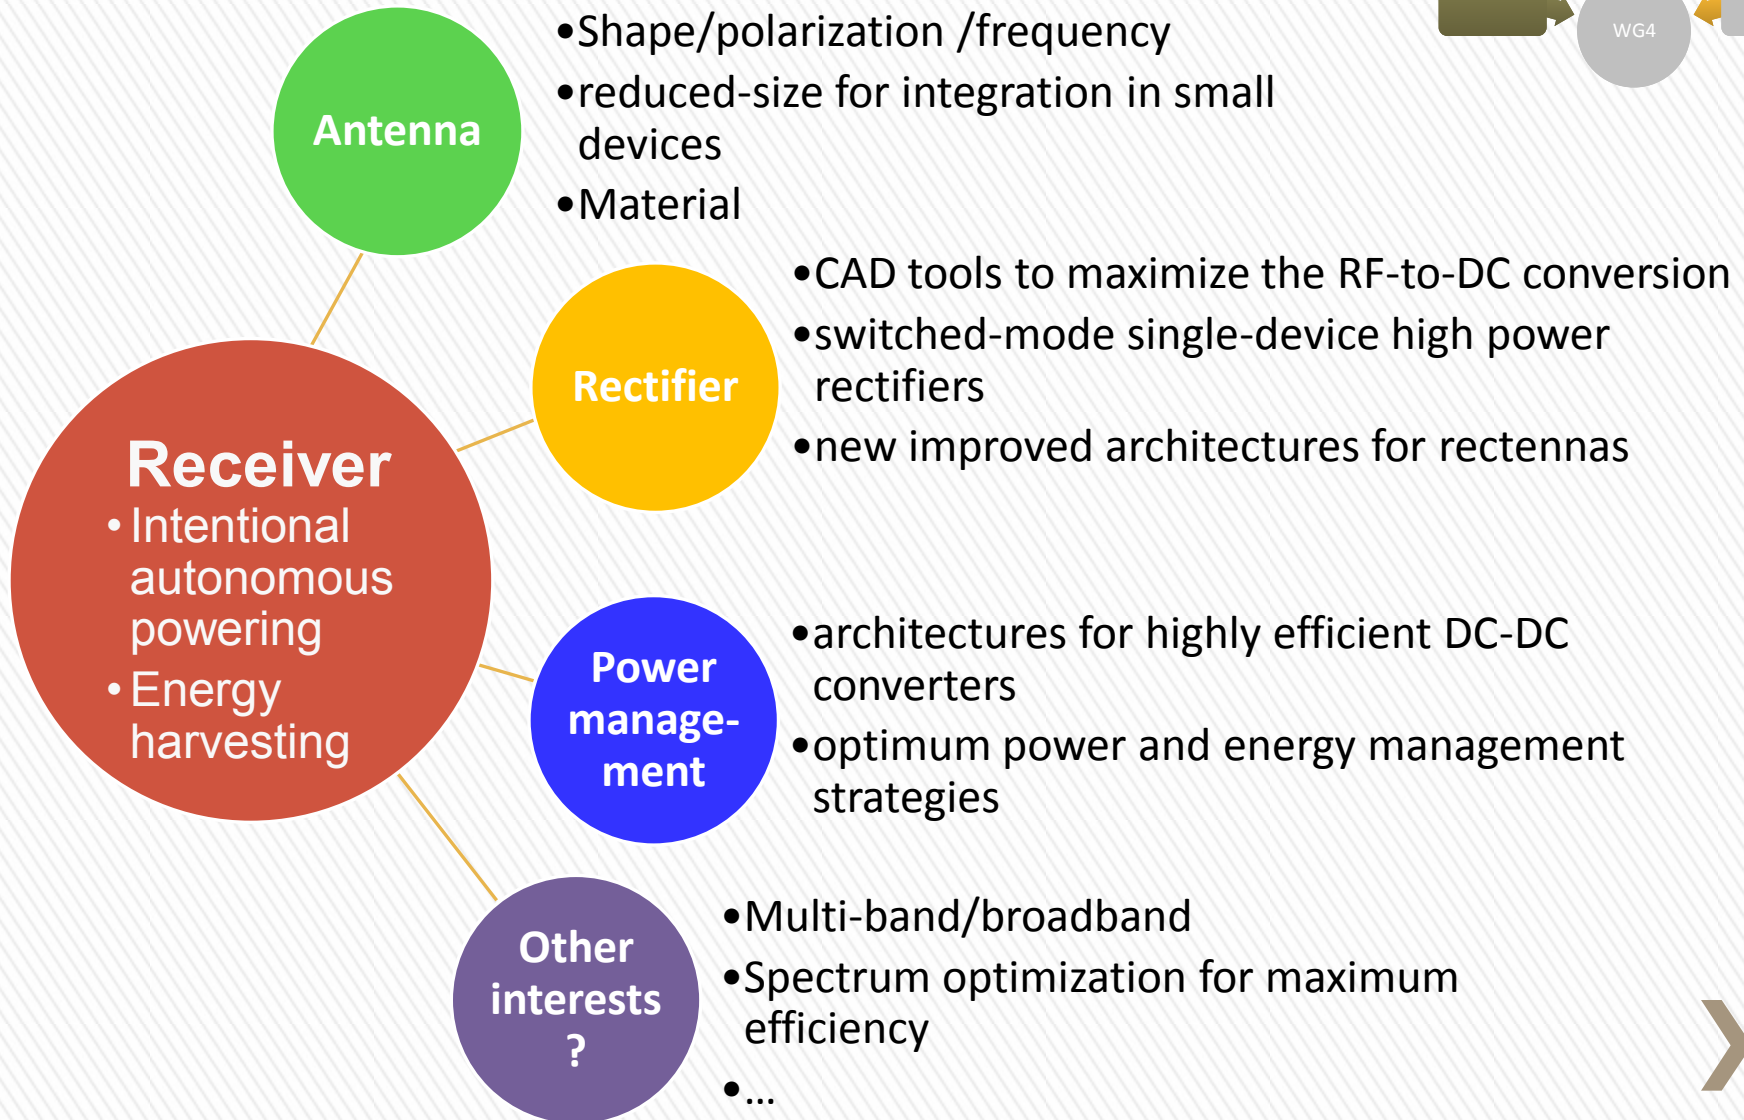 WG4
Antenna
•Shape/polarization /frequency
•reduced-size for integration in small
devices
•Material
Rectifier
•CAD tools to maximize the RF-to-DC conversion
•switched-mode single-device high power
rectifiers
•new improved architectures for rectennas
Receiver
• Intentional
autonomous
powering
• Energy
harvesting
Power
manage-
ment
•architectures for highly efficient DC-DC
converters
•optimum power and energy management
strategies
Other
interests
?
•Multi-band/broadband
•Spectrum optimization for maximum
efficiency
•...